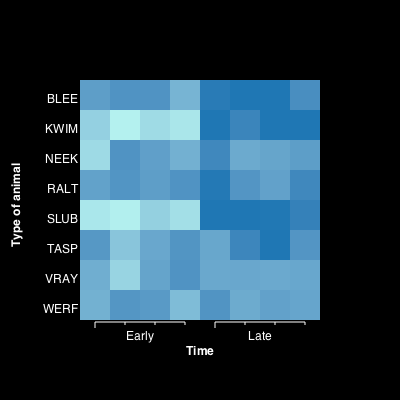 BLEE
KWIM
NEEK
RALT
SLUB
TASP
VRAY
WERF
Type of animal
Early Late
Time